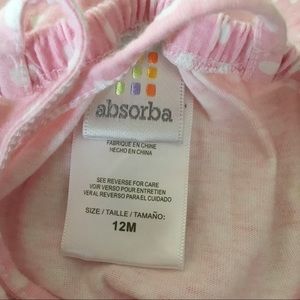 absorba
FABRIQUE EN CHINE
HECHO EN CHINA
SEE REVERSE FOR CARE
VOIR VERSO POUR ENTRETIEN
VER AL REVERSO PARA EL CUIDADO
SIZE / TAILLE / TAMAÑO:
12M